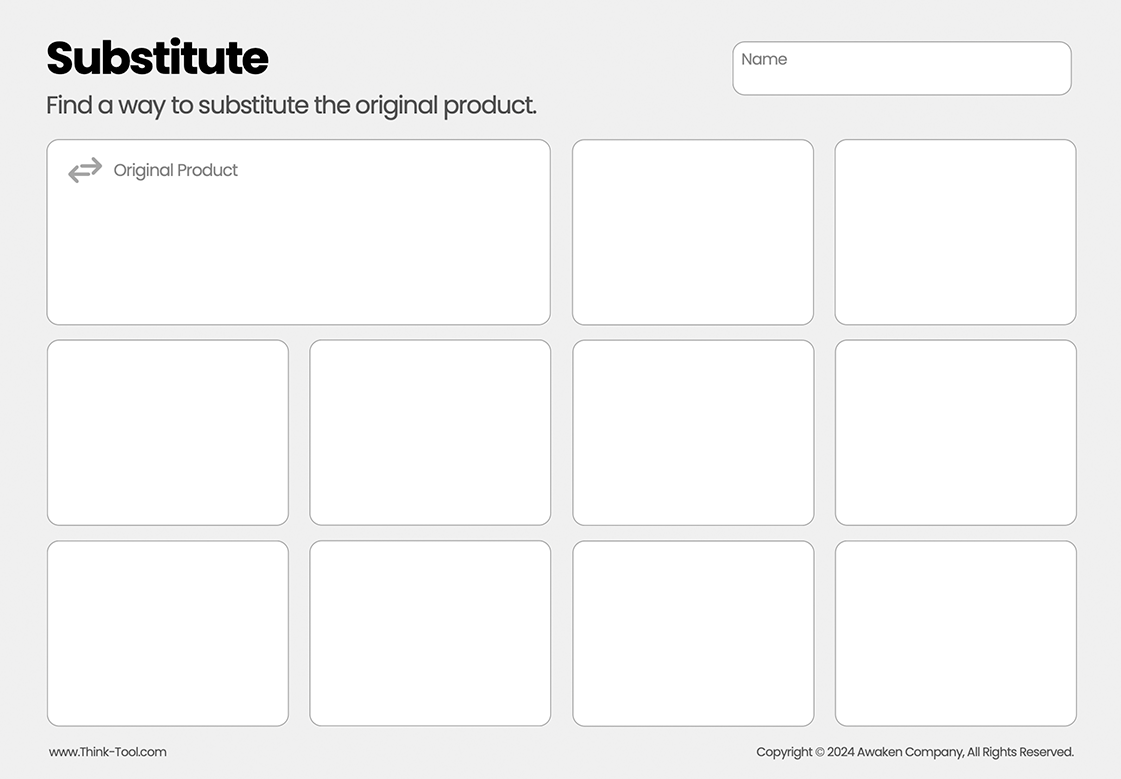 Substitute
Name
Find a way to substitute the original product.
Original Product
www.Think-Tool.com
Copyright © 2024 Awaken Company, All Rights Reserved.